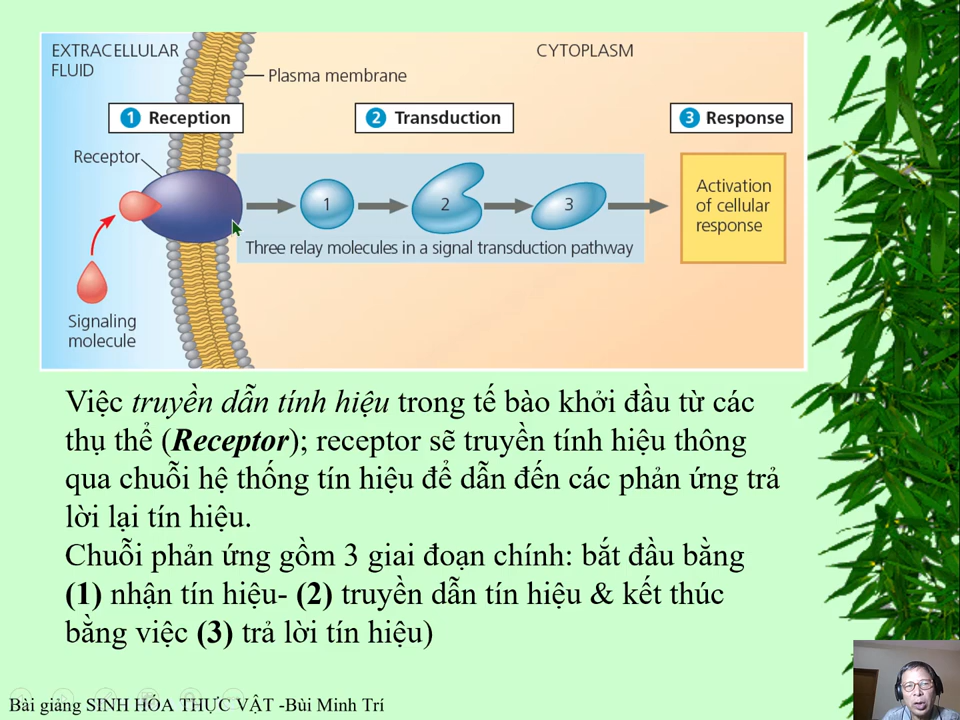 EXTRACELLULAR
FLUID
CYTOPLASM
Plasma membrane
1 Reception
2 Transduction
3 Response
Receptor
1
2
3
Activation
of cellular
response
Three relay molecules in a signal transduction pathway
Signaling
molecule
Việc truyền dẫn tính hiệu trong tế bào khởi đầu từ các
thụ thể (Receptor); receptor sẽ truyền tính hiệu thông
qua chuỗi hệ thống tín hiệu để dẫn đến các phản ứng trả
lời lại tín hiệu.
Chuỗi phản ứng gồm 3 giai đoạn chính: bắt đầu bằng
(1) nhận tín hiệu- (2) truyền dẫn tín hiệu & kết thúc
bằng việc (3) trả lời tín hiệu)
Bài giảng SINH HÓA THỰC VẬT -Bùi Minh Trí